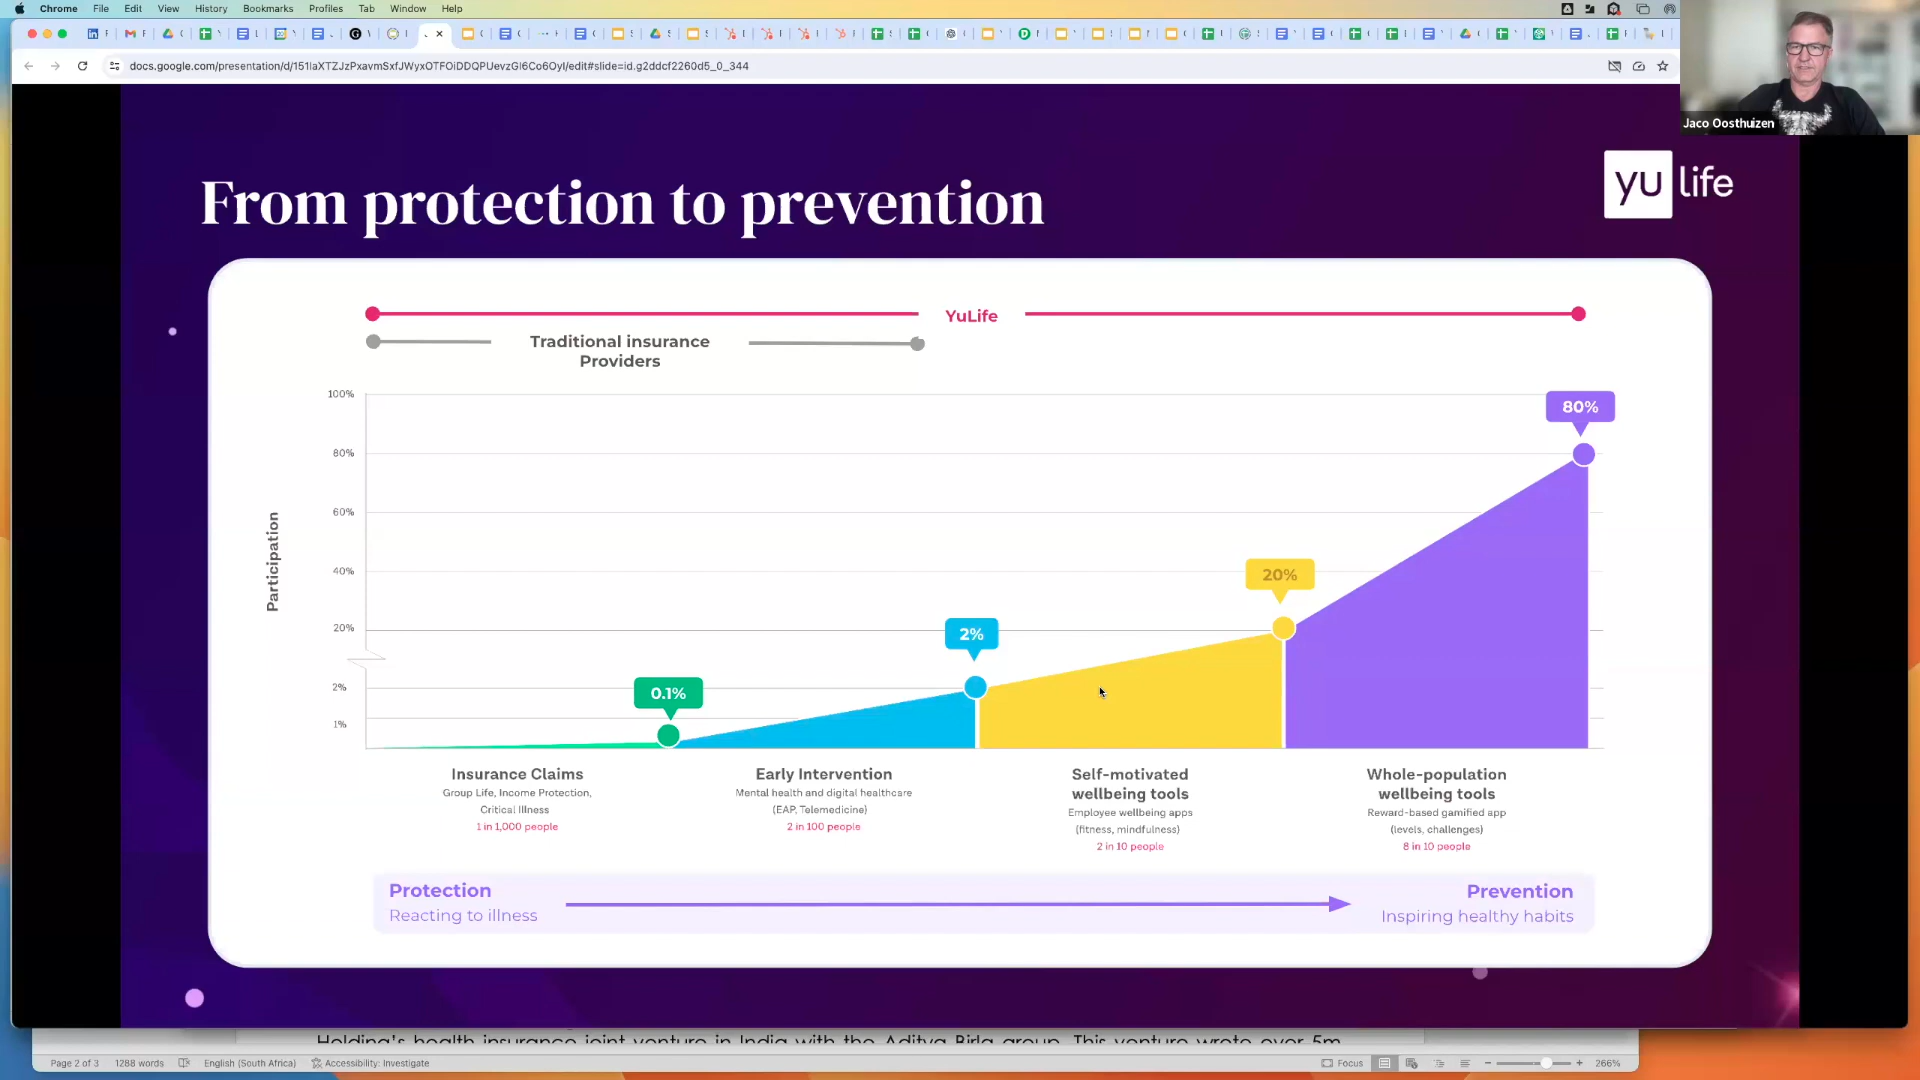 Chrome File Edit View History Bookmarks Profiles Tab Window Help
docs.google.com/presentation/d/151laXTZJzPxavmSxfJWyxOTFOiDDQPUevzGl6Co6OyI/edit#slide=id.g2ddcf2260d5_0_344
Jaco Oosthuizen
From protection to prevention
yu life
YuLife
Traditional insurance
Providers
Participation
100%
80%
60%
40%
20%
2%
1%
0.1%
2%
20%
80%
Insurance Claims
Group Life, Income Protection,
Critical Illness
1 in 1,000 people
Early Intervention
Mental health and digital healthcare
(EAP, Telemedicine)
2 in 100 people
Self-motivated
wellbeing tools
Employee wellbeing apps
(fitness, mindfulness)
2 in 10 people
Whole-population
wellbeing tools
Reward-based gamified app
(levels, challenges)
8 in 10 people
Protection
Reacting to illness
Prevention
Inspiring healthy habits
Holding's health insurance joint venture in India with the Aditya Birla group. This venture wrote over 5m
Page 2 of 3 1288 words English (South Africa) Accessibility: Investigate Focus 266%